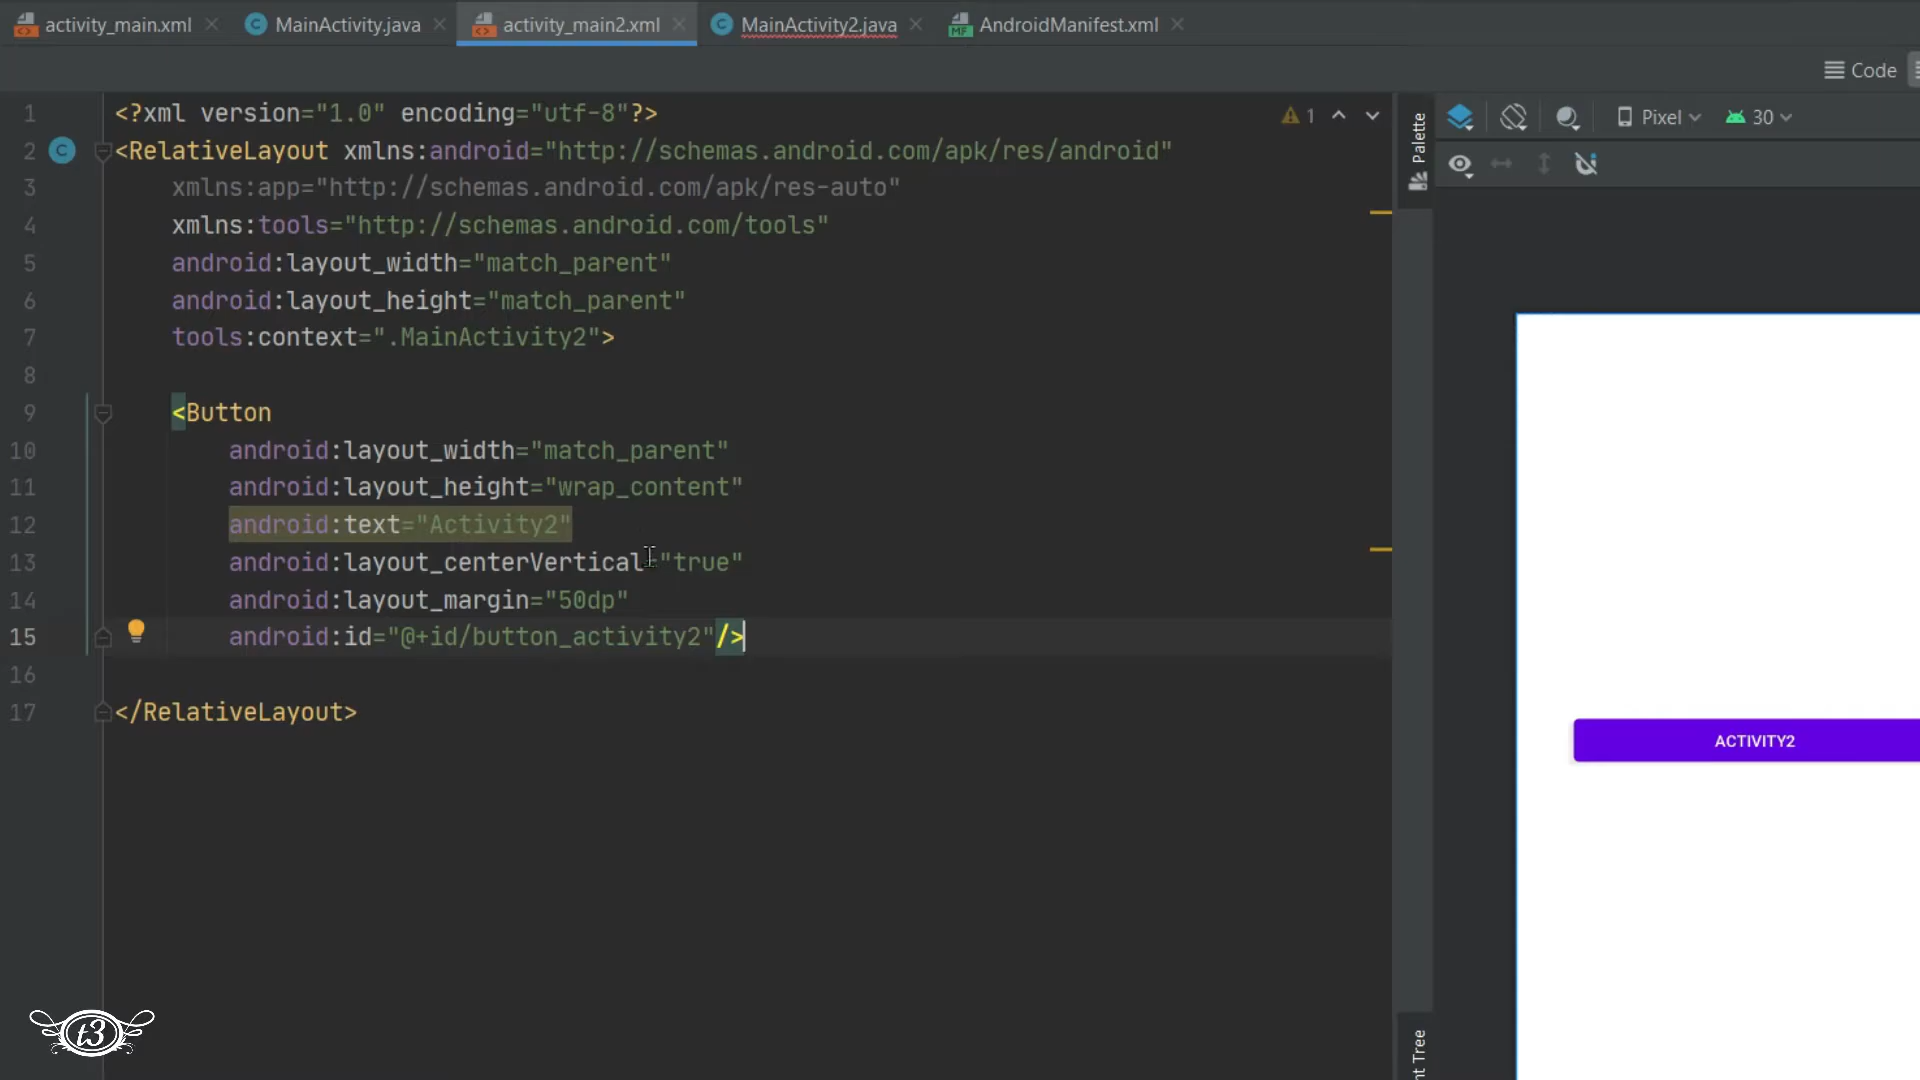 activity_main.xml
MainActivity.java
activity_main2.xml
MainActivity2.java
MF
AndroidManifest.xml
Code
1 <?xml version="1.0" encoding="utf-8"?>
2 <RelativeLayout xmlns:android="http://schemas.android.com/apk/res/android"
3 xmlns:app="http://schemas.android.com/apk/res-auto"
4 xmlns:tools="http://schemas.android.com/tools"
5 android:layout_width="match_parent"
6 android:layout_height="match_parent"
7 tools:context=".MainActivity2">
8
9 <Button
10 android:layout_width="match_parent"
11 android:layout_height="wrap_content"
12 android:text="Activity2"
13 android:layout_centerVertical="true"
14 android:layout_margin="50dp"
15 android:id="@+id/button_activity2"/>
16
17 </RelativeLayout>
1
Palette
Pixel
30
ACTIVITY2
nt Tree
t3